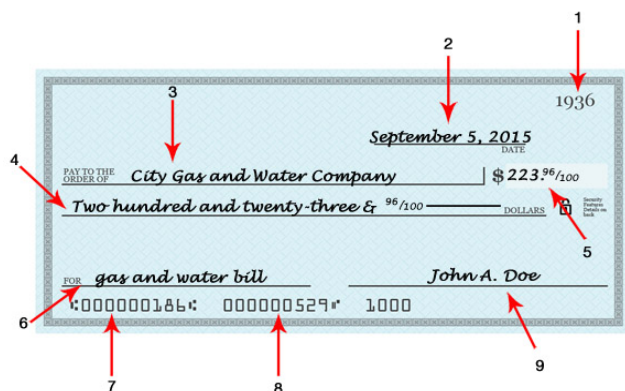 1
2
3
1936
September 5, 2015
DATE
4
PAY TO THE
ORDER OF City Gas and Water Company $ 223.96/100
Two hundred and twenty-three & 96/100 DOLLARS
Security
Features
Details on
back
5
FOR gas and water bill John A. Doe
6
⑆000000186⑆ 000000529⑈ 1000
7
8
9